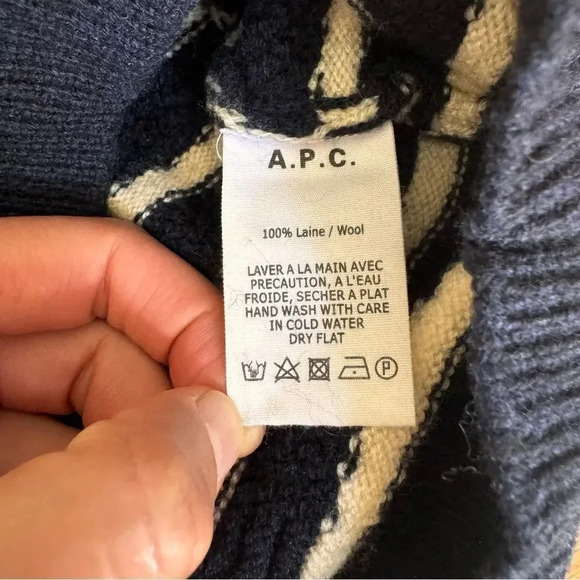 A.P.C.
100% Laine / Wool
LAVER A LA MAIN AVEC
PRECAUTION, A L'EAU
FROIDE, SECHER A PLAT
HAND WASH WITH CARE
IN COLD WATER
DRY FLAT
P